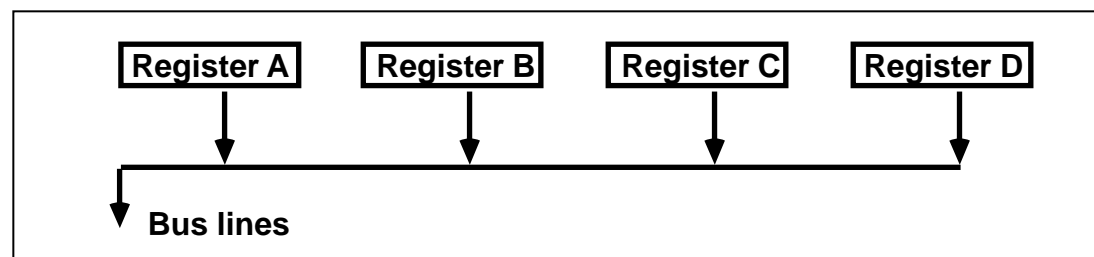 Register A
Register B
Register C
Register D
Bus lines